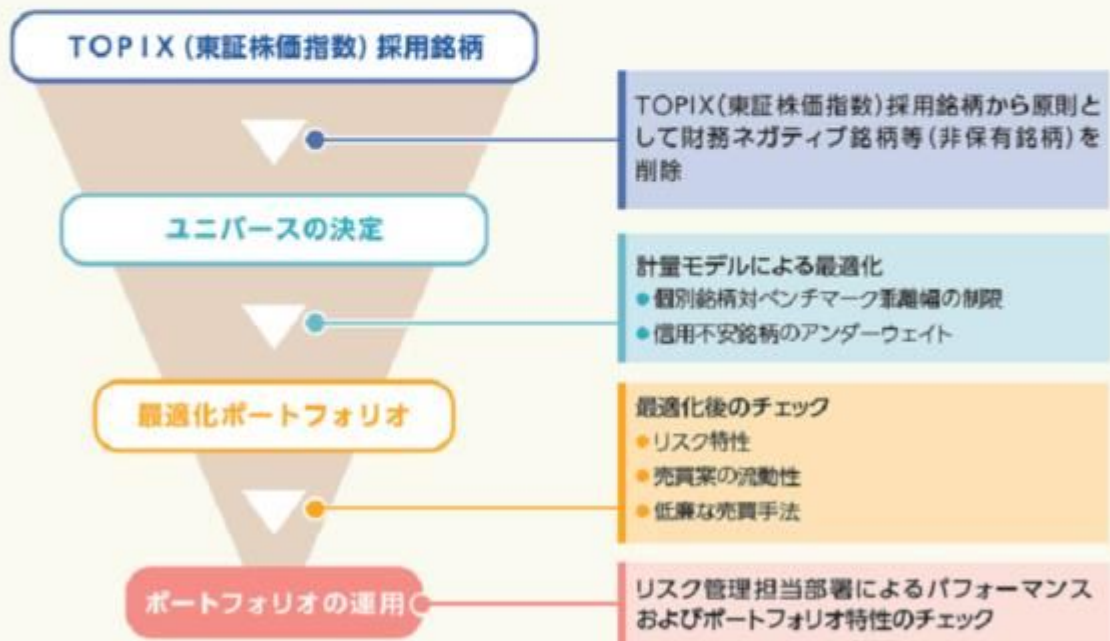 TOPIX(東証株価指数)採用銘柄
TOPIX(東証株価指数)採用銘柄から原則と
して財務ネガティブ銘柄等(非保有銘柄)を
削除
ユニバースの決定
計量モデルによる最適化
●個別銘柄対ベンチマーク乖離幅の制限
●信用不安銘柄のアンダーウェイト
最適化ポートフォリオ
最適化後のチェック
●リスク特性
●売買案の流動性
●低廉な売買手法
ポートフォリオの運用
リスク管理担当部署によるパフォーマンス
およびポートフォリオ特性のチェック